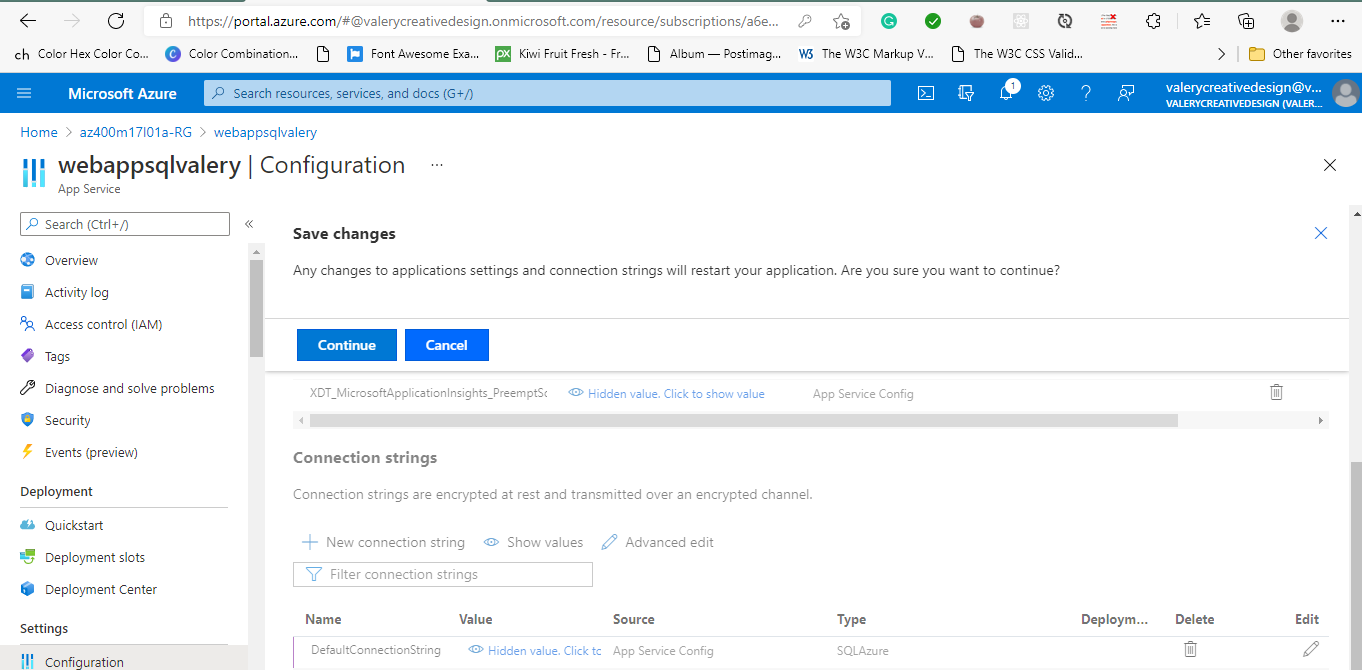 https://portal.azure.com/#@valerycreativedesign.onmicrosoft.com/resource/subscriptions/a6e...
ch Color Hex Color Co... C Color Combination... Font Awesome Exa... px Kiwi Fruit Fresh - Fr... Album — Postimag... W3 The W3C Markup V... The W3C CSS Valid... Other favorites
Microsoft Azure Search resources, services, and docs (G+/) 1 valerycreativedesign@v...
VALERYCREATIVEDESIGN (VALER...
Home > az400m17l01a-RG > webappsqlvalery
webappsqlvalery | Configuration ...
App Service
Search (Ctrl+/) «
Overview
Activity log
Access control (IAM)
Tags
Diagnose and solve problems
Security
Events (preview)
Deployment
Quickstart
Deployment slots
Deployment Center
Settings
Configuration
Save changes
Any changes to applications settings and connection strings will restart your application. Are you sure you want to continue?
Continue Cancel
XDT_MicrosoftApplicationInsights_PreemptSc Hidden value. Click to show value App Service Config
Connection strings
Connection strings are encrypted at rest and transmitted over an encrypted channel.
New connection string Show values Advanced edit
Filter connection strings
Name Value Source Type Deploym... Delete Edit
DefaultConnectionString Hidden value. Click tc App Service Config SQLAzure